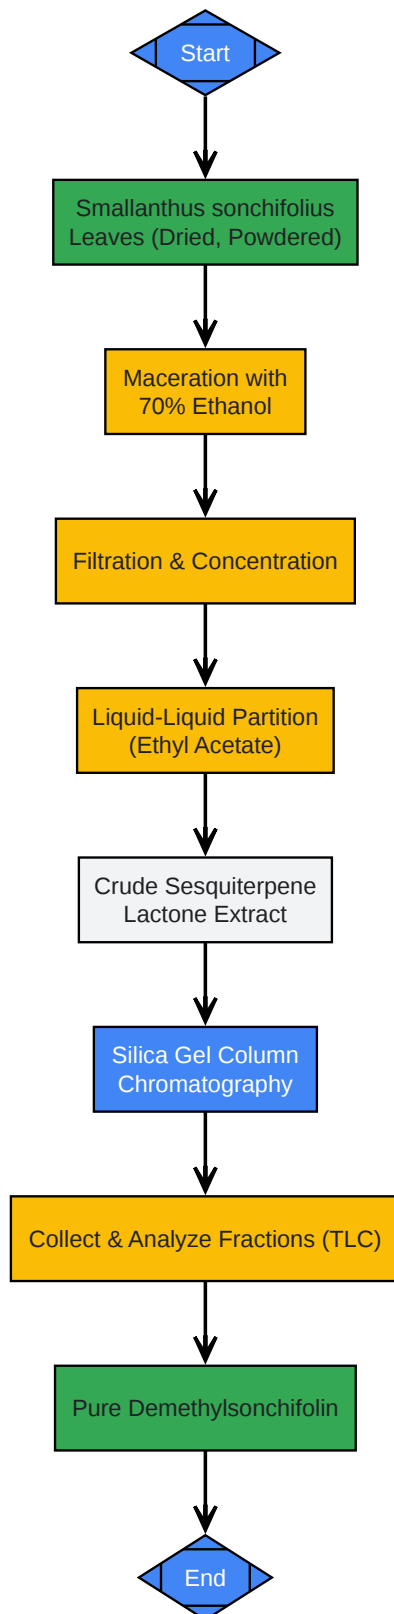 Start
Smallanthus sonchifolius
Leaves (Dried, Powdered)
Maceration with
70% Ethanol
Filtration & Concentration
Liquid-Liquid Partition
(Ethyl Acetate)
Crude Sesquiterpene
Lactone Extract
Silica Gel Column
Chromatography
Collect & Analyze Fractions (TLC)
Pure Demethylsonchifolin
End